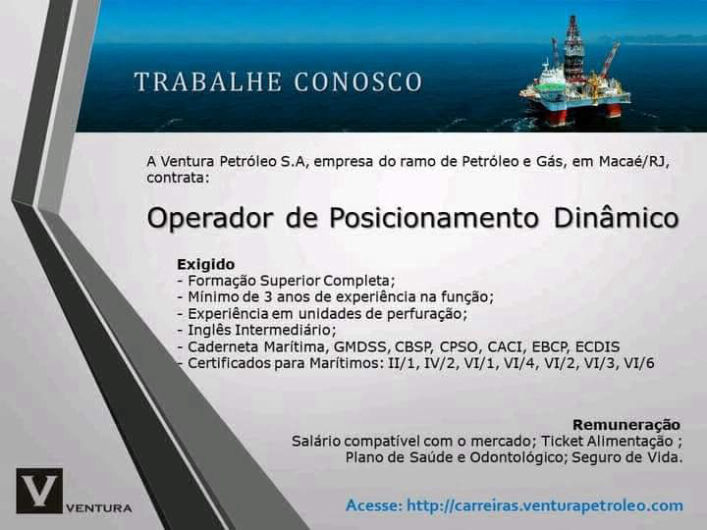 TRABALHE CONOSCO
A Ventura Petróleo S.A, empresa do ramo de Petróleo e Gás, em Macaé/RJ,
contrata:
Operador de Posicionamento Dinâmico
Exigido
- Formação Superior Completa;
- Mínimo de 3 anos de experiência na função;
- Experiência em unidades de perfuração;
- Inglês Intermediário;
- Caderneta Marítima, GMDSS, CBSP, CPSO, CACI, EBCP, ECDIS
- Certificados para Marítimos: II/1, IV/2, VI/1, VI/4, VI/2, VI/3, VI/6
Remuneração
Salário compatível com o mercado; Ticket Alimentação ;
Plano de Saúde e Odontológico; Seguro de Vida.
V VENTURA
Acesse: http://carreiras.venturapetroleo.com